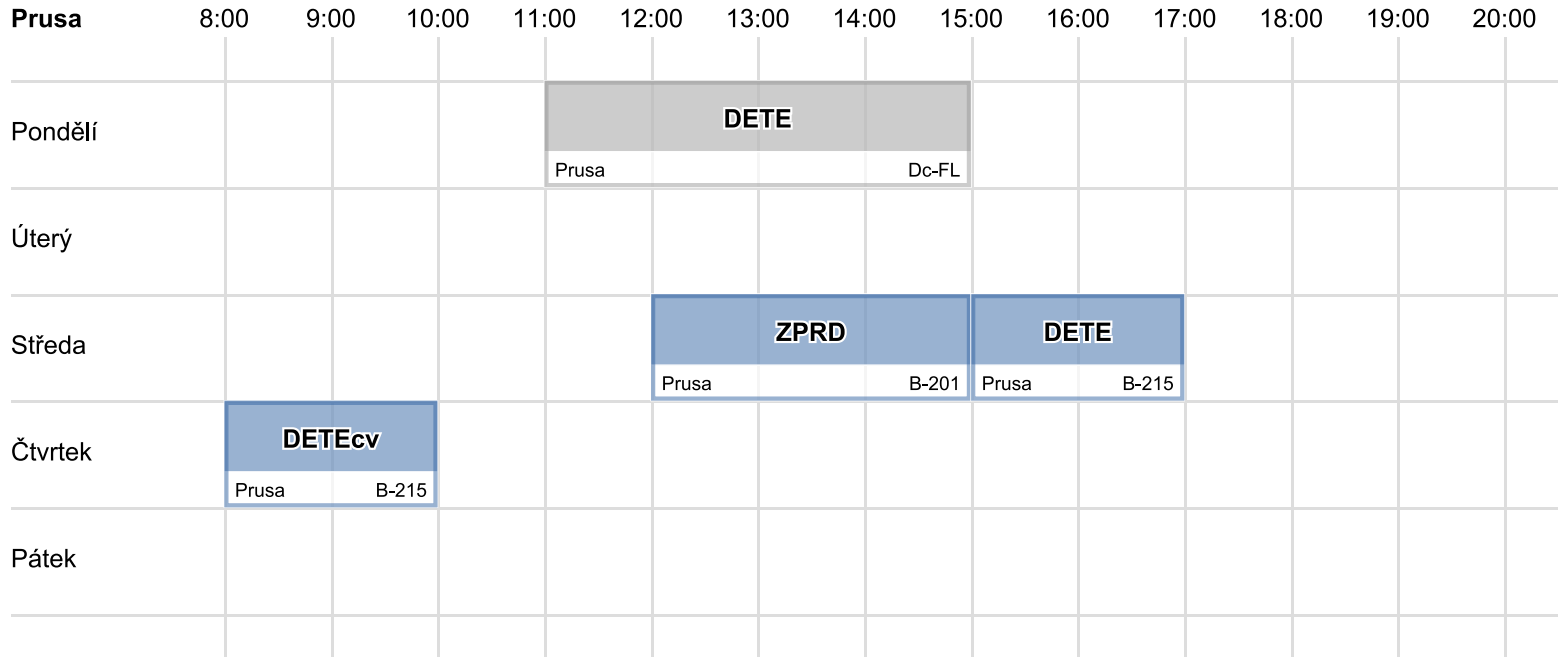 Prusa 8:00 9:00 10:00 11:00 12:00 13:00 14:00 15:00 16:00 17:00 18:00 19:00 20:00
Pondělí
DETE
Prusa Dc-FL
Úterý
Středa
ZPRD
Prusa B-201
DETE
Prusa B-215
Čtvrtek
DETEcv
Prusa B-215
Pátek